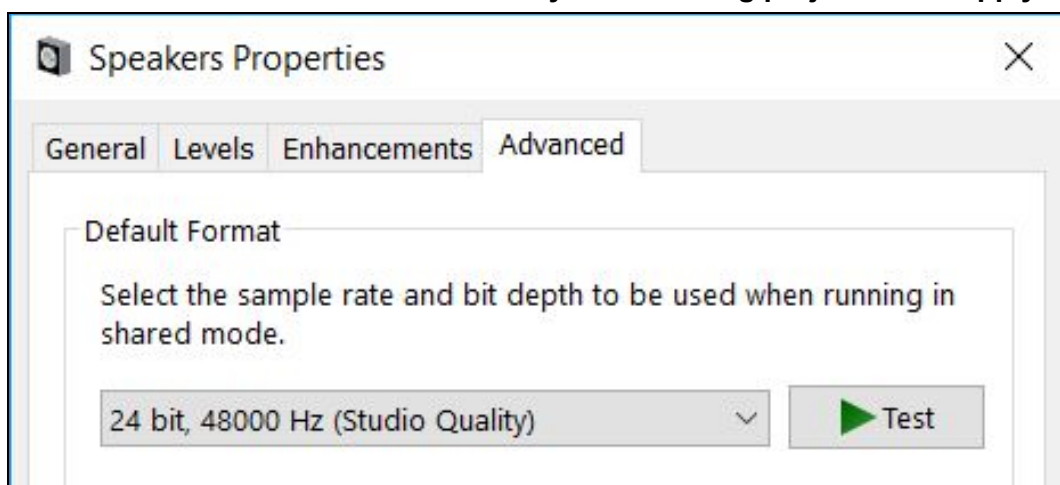 Speakers Properties
General Levels Enhancements Advanced
Default Format
Select the sample rate and bit depth to be used when running in
shared mode.
24 bit, 48000 Hz (Studio Quality)
Test